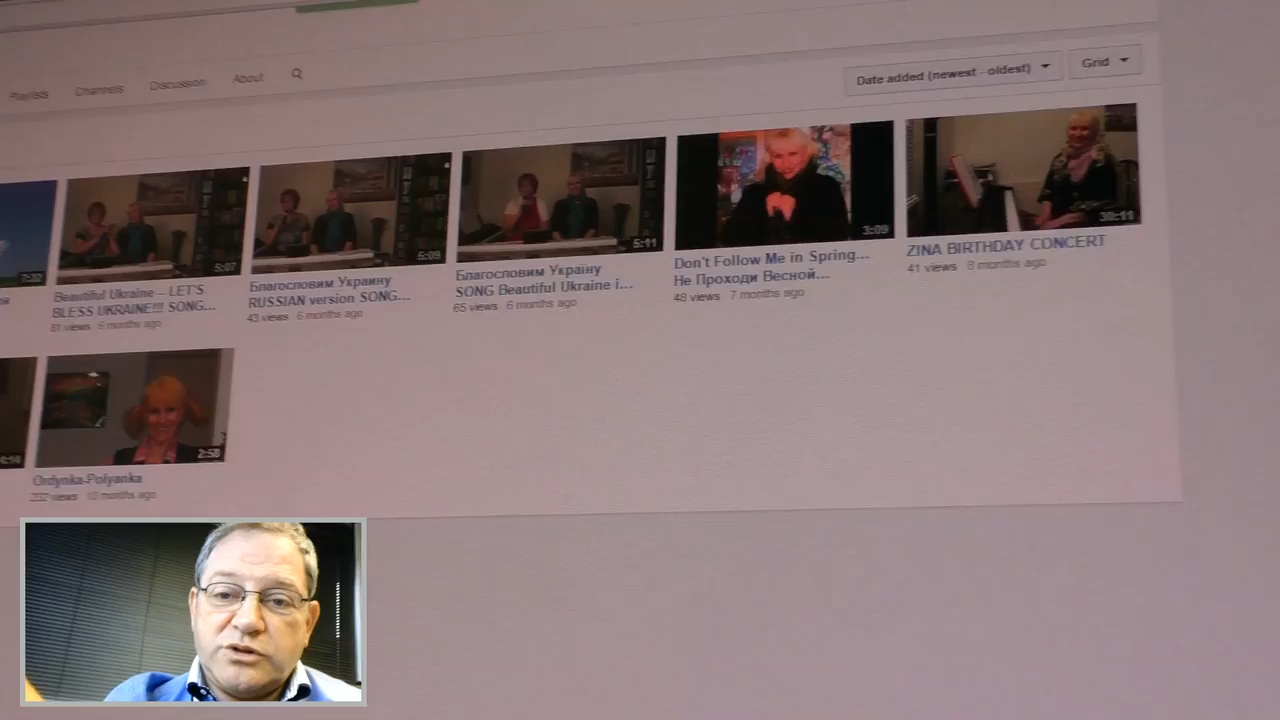 Playlists Channels Discussion About
Date added (newest - oldest) Grid
7:32
5:07
5:09
5:11
3:09
30:11
Beautiful Ukraine – LET'S
BLESS UKRAINE!!! SONG...
61 views 6 months ago
Благословим Украину
RUSSIAN version SONG...
43 views 6 months ago
Благословим Україну
SONG Beautiful Ukraine i...
65 views 6 months ago
Don't Follow Me in Spring...
Не Проходи Весной...
48 views 7 months ago
ZINA BIRTHDAY CONCERT
41 views 8 months ago
4:14
2:58
Ordynka-Polyanka
252 views 10 months ago